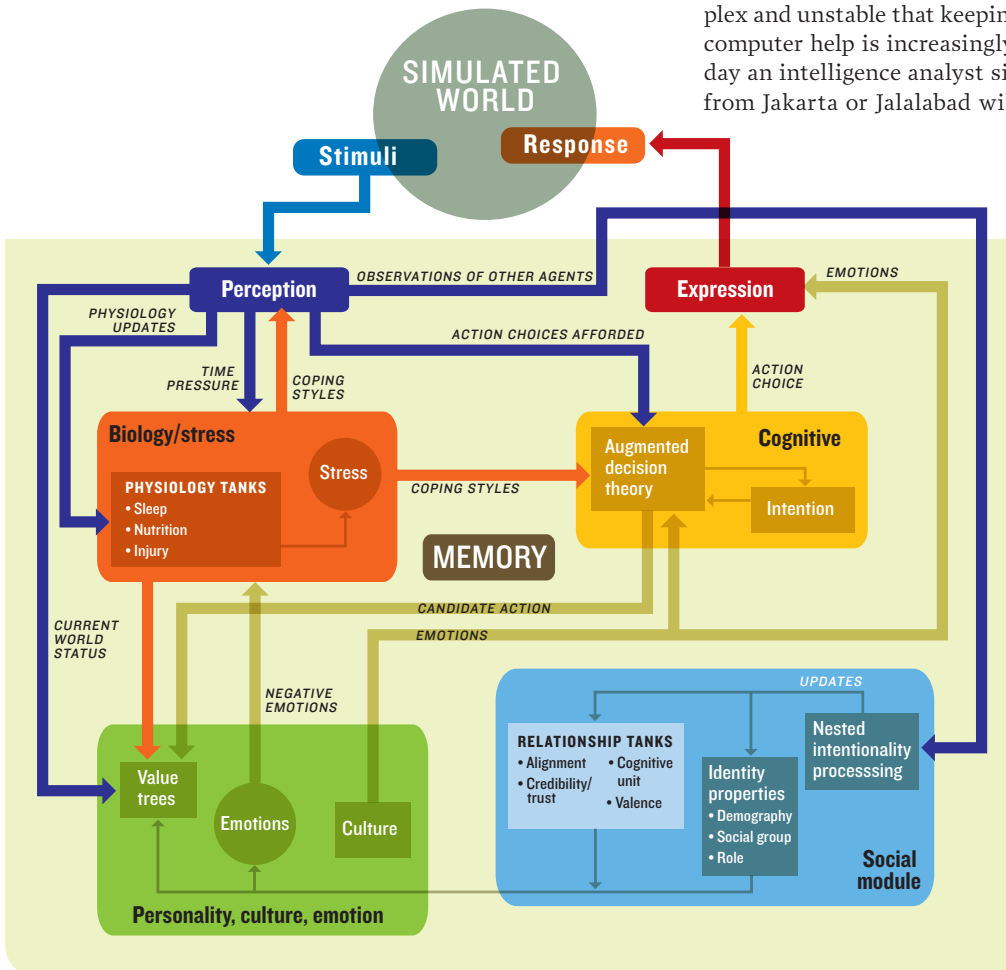 plex and unstable that keepin
computer help is increasingly
day an intelligence analyst si
from Jakarta or Jalalabad wil
SIMULATED
WORLD
Stimuli
Response
Perception
OBSERVATIONS OF OTHER AGENTS
Expression
EMOTIONS
PHYSIOLOGY
UPDATES
ACTION CHOICES AFFORDED
TIME
PRESSURE
COPING
STYLES
ACTION
CHOICE
Biology/stress
Stress
PHYSIOLOGY TANKS
• Sleep
• Nutrition
• Injury
COPING STYLES
Augmented
decision
theory
Cognitive
Intention
MEMORY
CANDIDATE ACTION
EMOTIONS
CURRENT
WORLD
STATUS
NEGATIVE
EMOTIONS
Value
trees
Emotions
Culture
Personality, culture, emotion
UPDATES
RELATIONSHIP TANKS
• Alignment
• Credibility/
trust
• Cognitive
unit
• Valence
Identity
properties
• Demography
• Social group
• Role
Nested
intentionality
processsing
Social
module